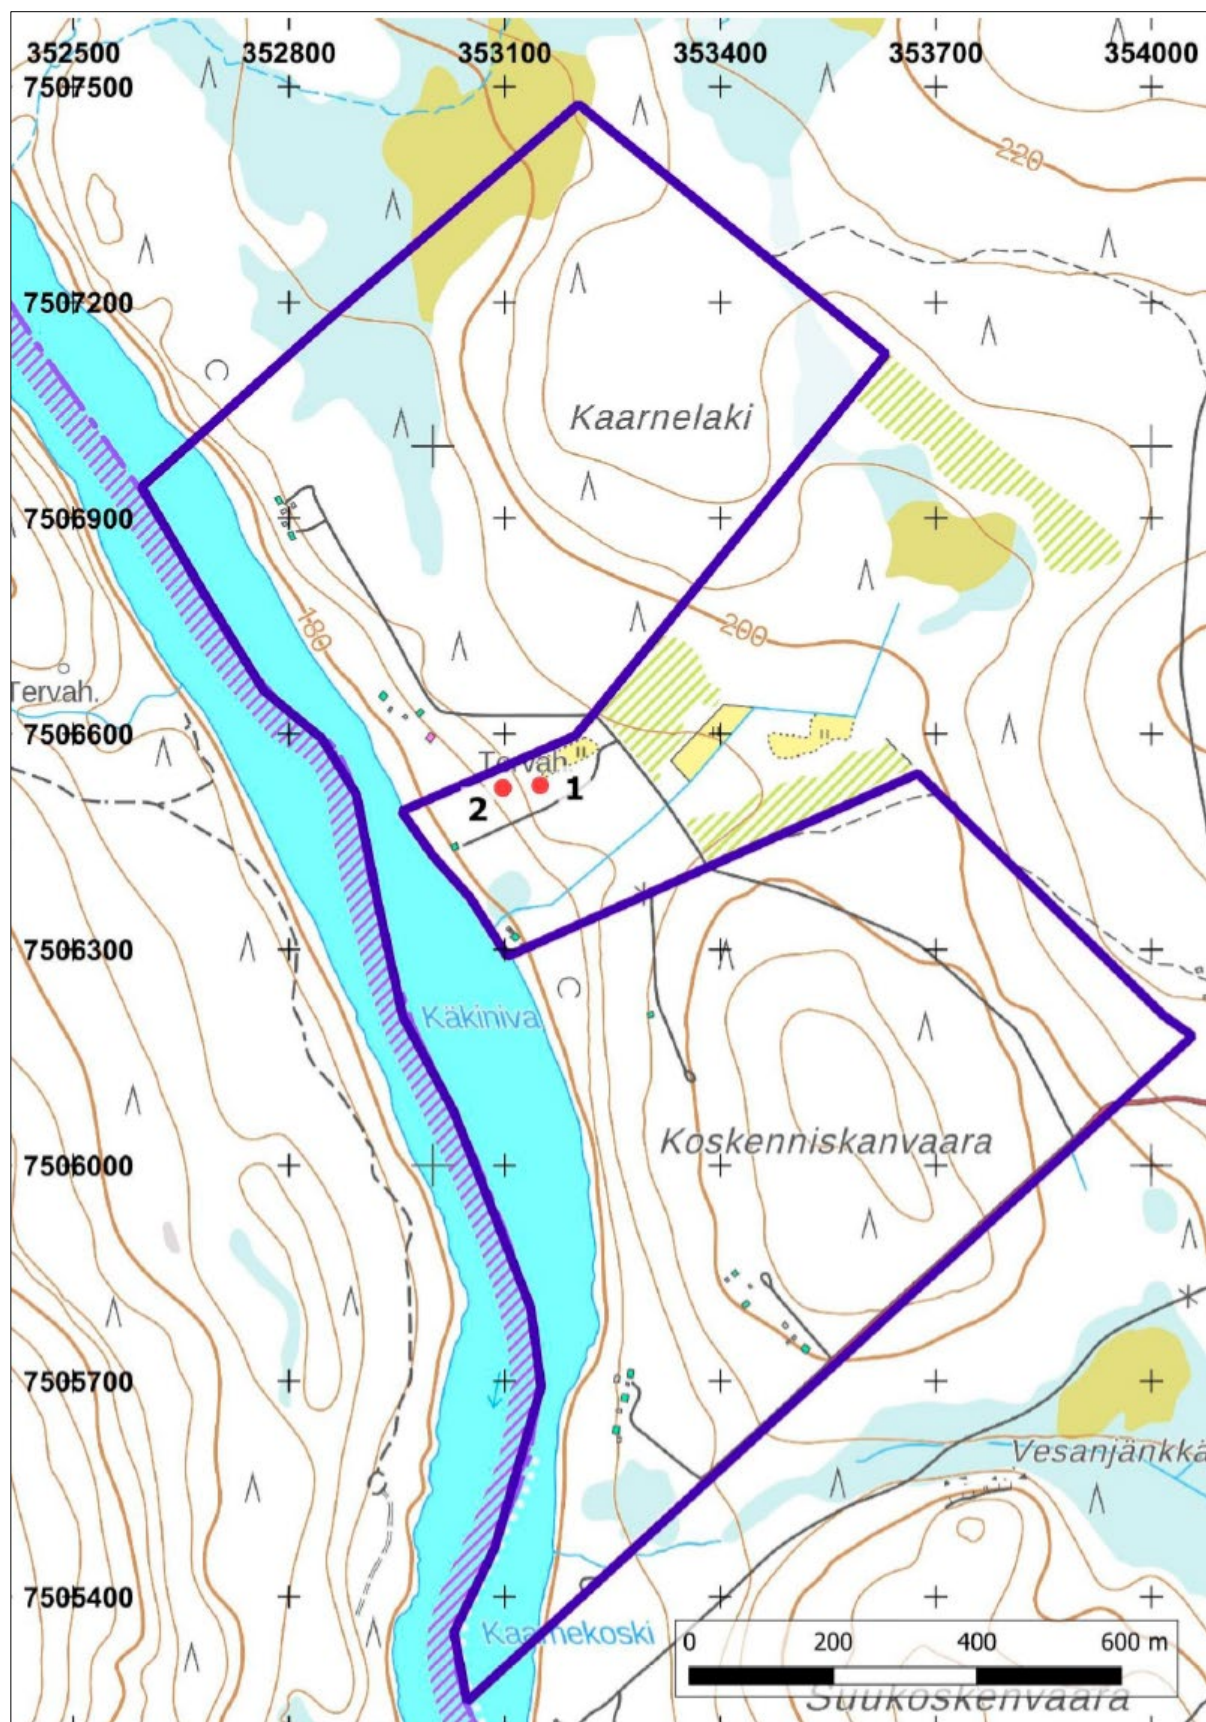 352500 352800 353100 353400 353700 354000
7507500
220
7507200
Kaarnelaki
7506900
180
200
Tervah.
7506600
Tervah.
2 1
7506300
Käkiniva
Koskenniskanvaara
7506000
7505700
Vesanjänkkä
7505400
Kaarnekoski
0 200 400 600 m
Suukoskenvaara